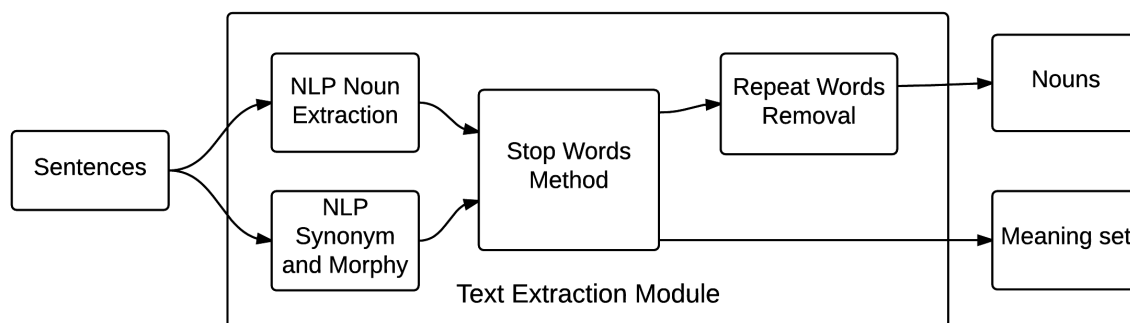 Sentences
NLP Noun
Extraction
NLP
Synonym
and Morphy
Stop Words
Method
Repeat Words
Removal
Nouns
Meaning set
Text Extraction Module